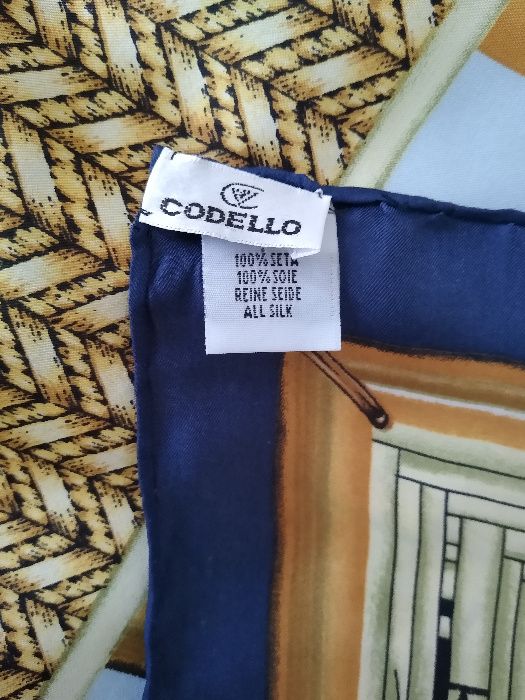 CODELLO
100% SETA
100% SOIE
REINE SEIDE
ALL SILK